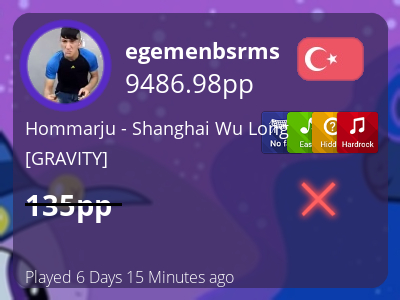 egemenbsrms
9486.98pp
Hommarju - Shanghai Wu Long
[GRAVITY]
No f Eas Hidd Hardrock
135pp
Played 6 Days 15 Minutes ago